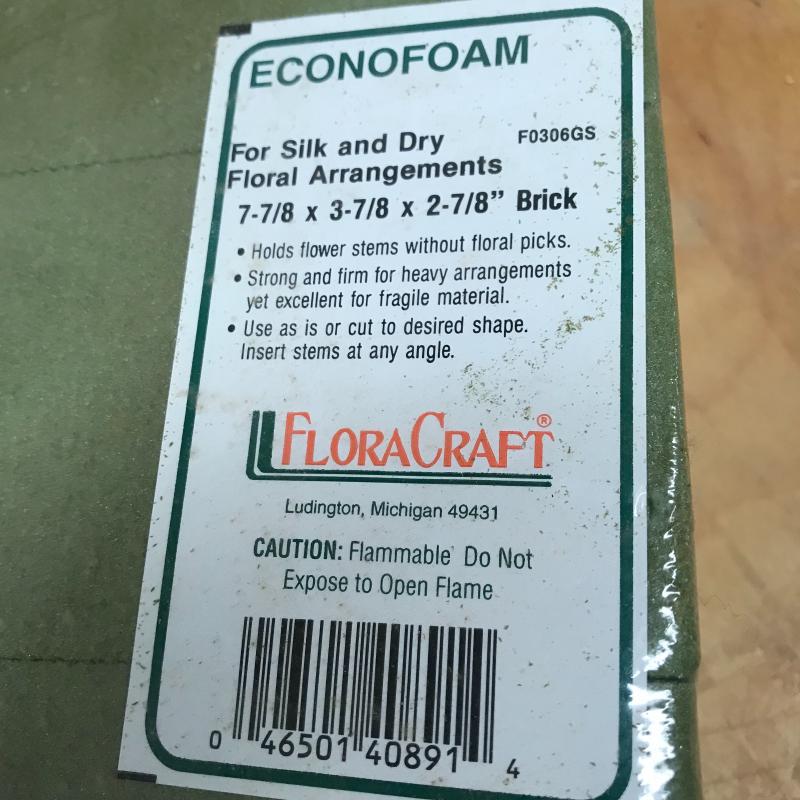 ECONOFOAM
For Silk and Dry F0306GS
Floral Arrangements
7-7/8 x 3-7/8 x 2-7/8” Brick
• Holds flower stems without floral picks.
• Strong and firm for heavy arrangements
yet excellent for fragile material.
• Use as is or cut to desired shape.
Insert stems at any angle.
FLORACRAFT®
Ludington, Michigan 49431
CAUTION: Flammable Do Not
Expose to Open Flame
0 46501 40891 4